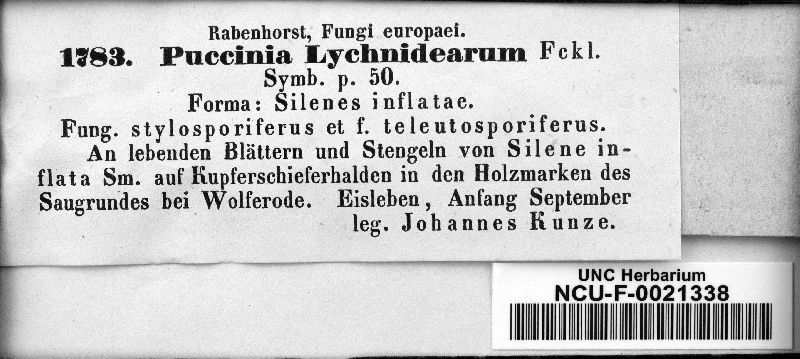 Rabenhorst, Fungi europaei.
1783. Puccinia Lychnidearum Fckl.
Symb. p. 50.
Forma: Silenes inflatae.
Fung. stylosporiferus et f. teleutosporiferus.
An lebenden Blättern und Stengeln von Silene in-
flata Sm. auf Kupferschieferhalden in den Holzmarken des
Saugrundes bei Wolferode. Eisleben, Anfang September
leg. Johannes Kunze.
UNC Herbarium
NCU-F-0021338